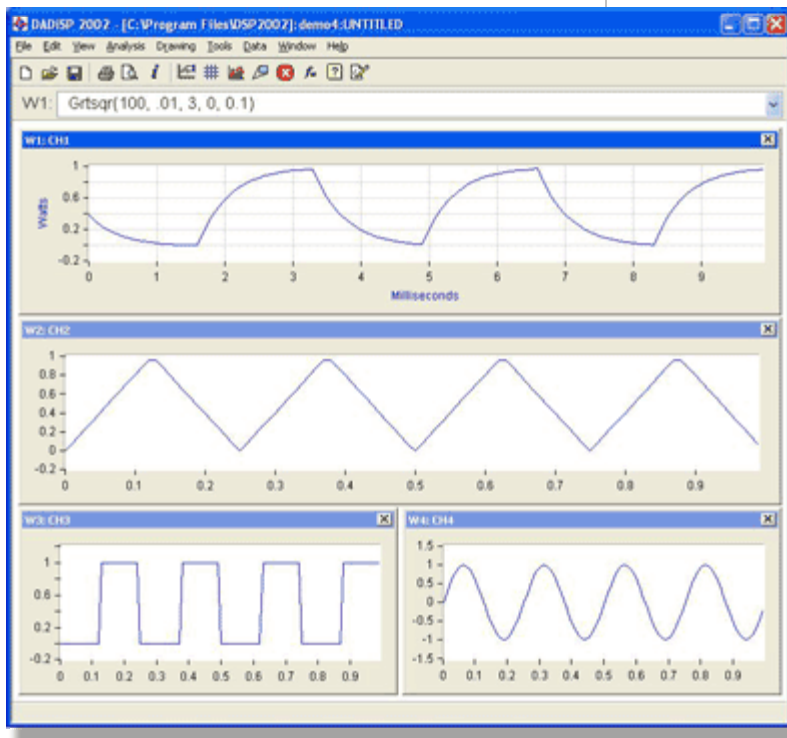 DADiSP 2002 - [C:\Program Files\DSP2002]:demo4:UNTITLED
File Edit View Analysis Drawing Tools Data Window Help
W1: Grtsqr(100, .01, 3, 0, 0.1)
W1: CH1
1
0.6
0.2
-0.2
Watts
0 1 2 3 4 5 6 7 8 9
Milliseconds
W2: CH2
1
0.8
0.6
0.4
0.2
0
-0.2
0 0.1 0.2 0.3 0.4 0.5 0.6 0.7 0.8 0.9
W3: CH3
1
0.6
0.2
-0.2
0 0.1 0.2 0.3 0.4 0.5 0.6 0.7 0.8 0.9
W4: CH4
1.5
1
0.5
0
-0.5
-1
-1.5
0 0.1 0.2 0.3 0.4 0.5 0.6 0.7 0.8 0.9